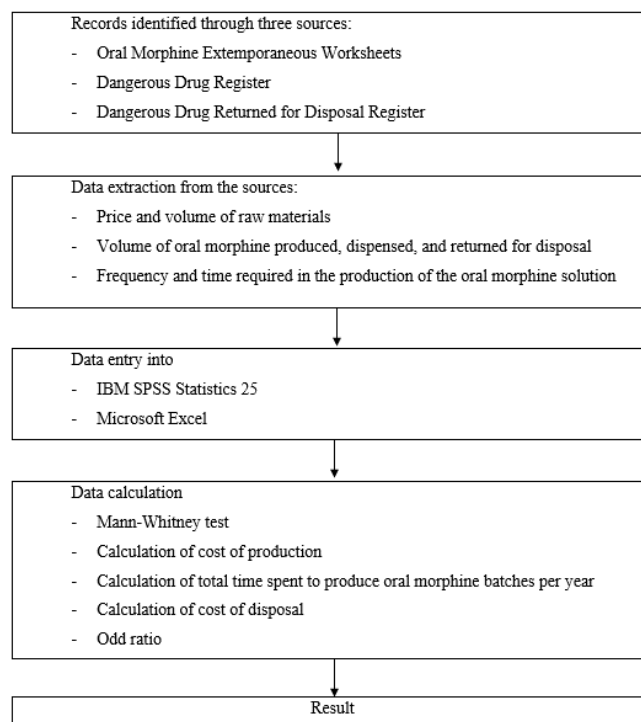 Records identified through three sources:
- Oral Morphine Extemporaneous Worksheets
- Dangerous Drug Register
- Dangerous Drug Returned for Disposal Register
Data extraction from the sources:
- Price and volume of raw materials
- Volume of oral morphine produced, dispensed, and returned for disposal
- Frequency and time required in the production of the oral morphine solution
Data entry into
- IBM SPSS Statistics 25
- Microsoft Excel
Data calculation
- Mann-Whitney test
- Calculation of cost of production
- Calculation of total time spent to produce oral morphine batches per year
- Calculation of cost of disposal
- Odd ratio
Result